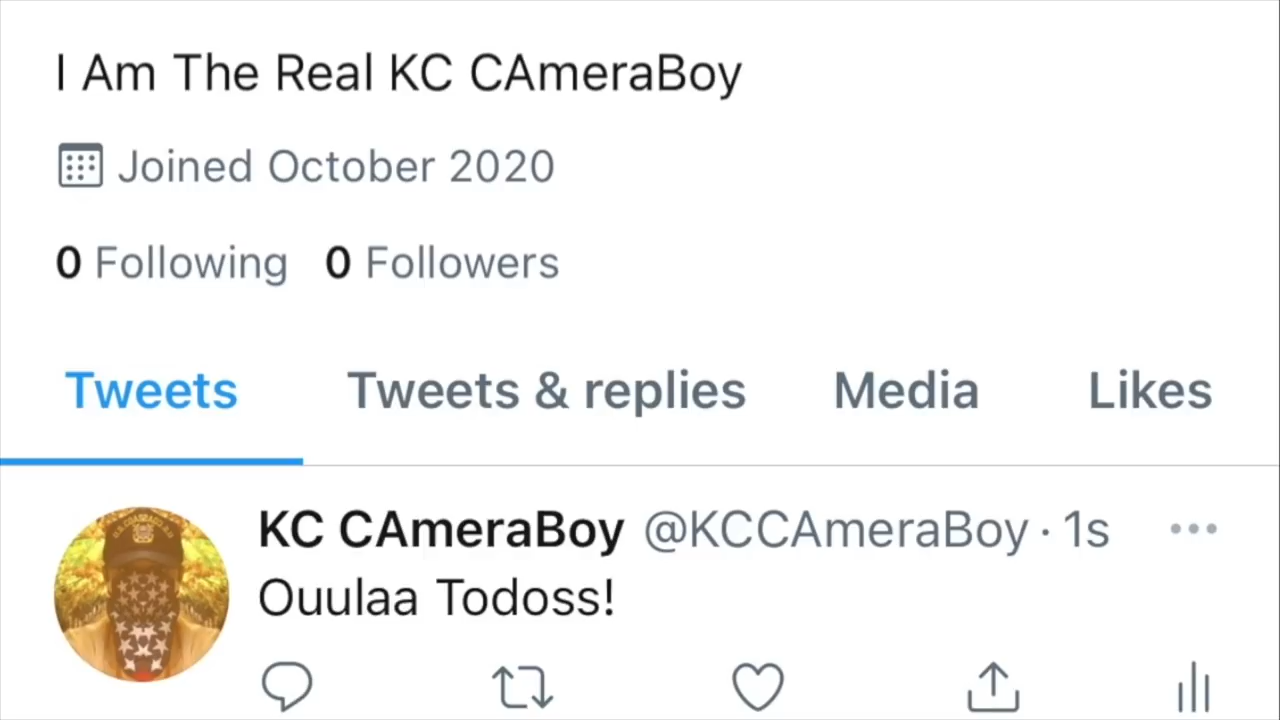 I Am The Real KC CAmeraBoy
Joined October 2020
0 Following 0 Followers
Tweets Tweets & replies Media Likes
KC CAmeraBoy @KCCAmeraBoy · 1s
Ouulaa Todoss!